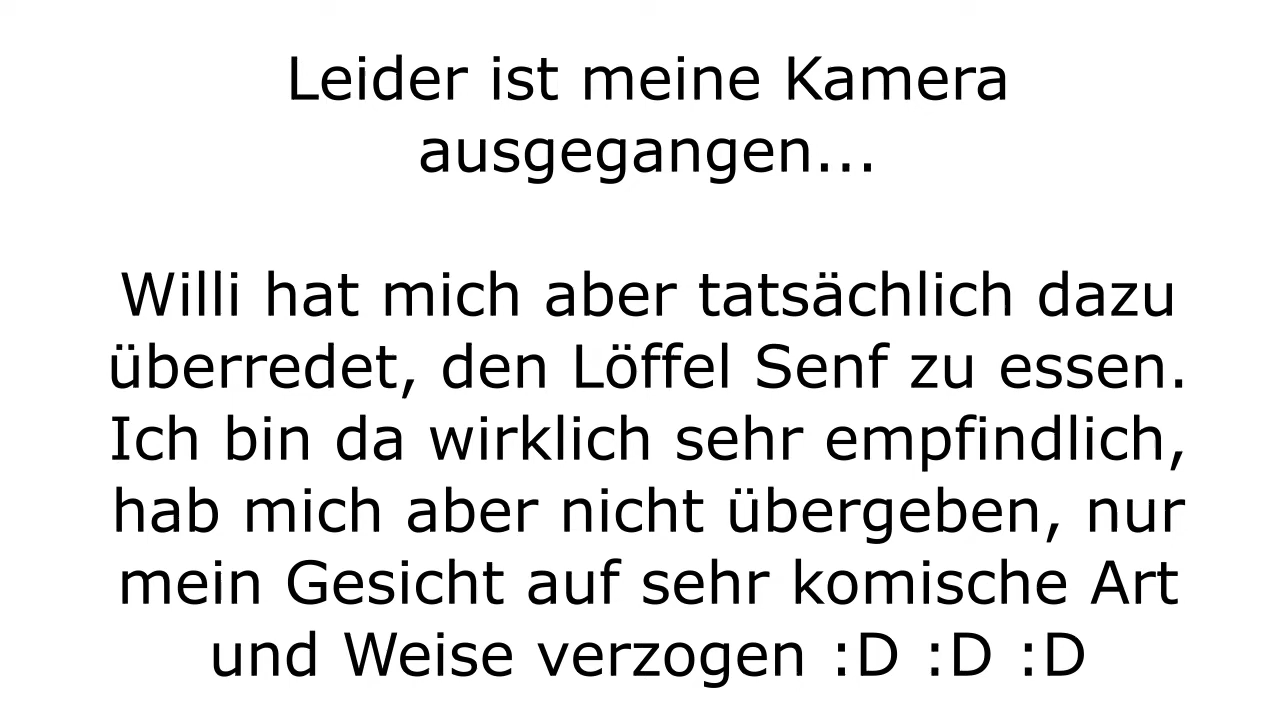 Leider ist meine Kamera
ausgegangen...
Willi hat mich aber tatsächlich dazu
überredet, den Löffel Senf zu essen.
Ich bin da wirklich sehr empfindlich,
hab mich aber nicht übergeben, nur
mein Gesicht auf sehr komische Art
und Weise verzogen :D :D :D